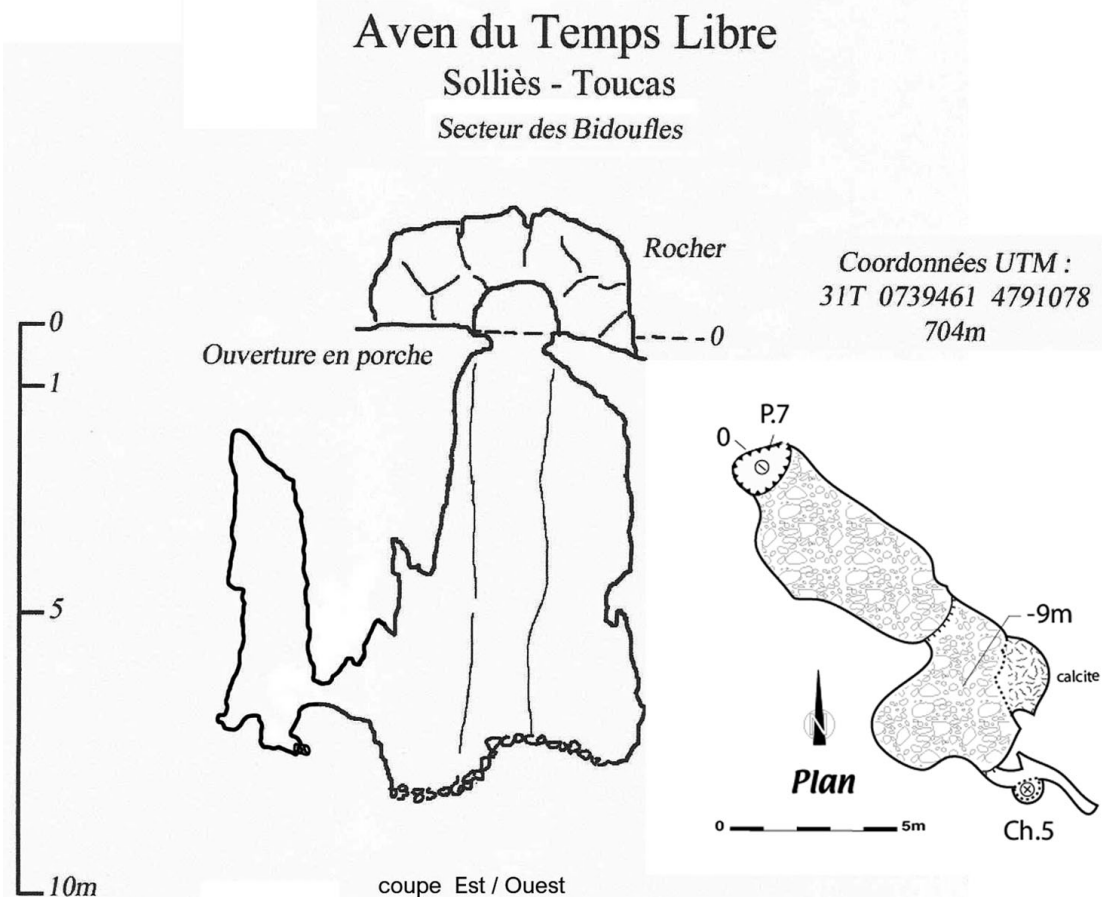 Aven du Temps Libre
Solliès - Toucas
Secteur des Bidoufles
Rocher
Coordonnées UTM :
31T 0739461 4791078
704m
0
1
5
10m
Ouverture en porche
0
P.7
0
-9m
calcite
N
Plan
0 5m
Ch.5
coupe Est / Ouest